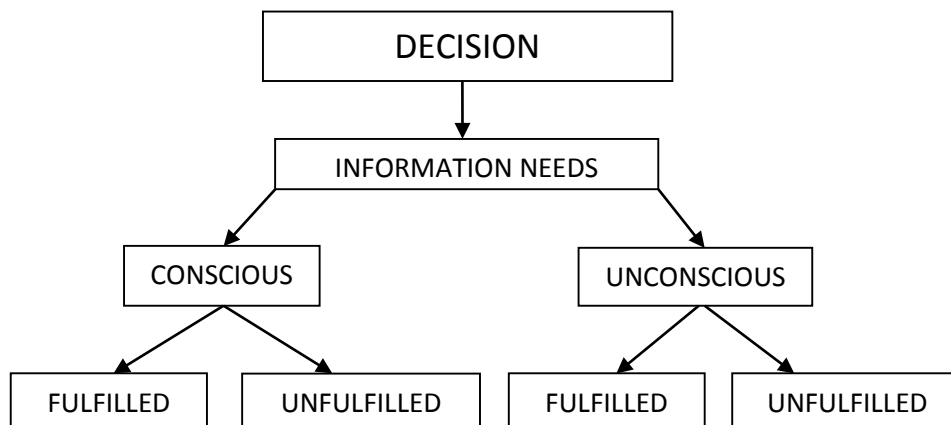 DECISION
INFORMATION NEEDS
CONSCIOUS
UNCONSCIOUS
FULFILLED
UNFULFILLED
FULFILLED
UNFULFILLED